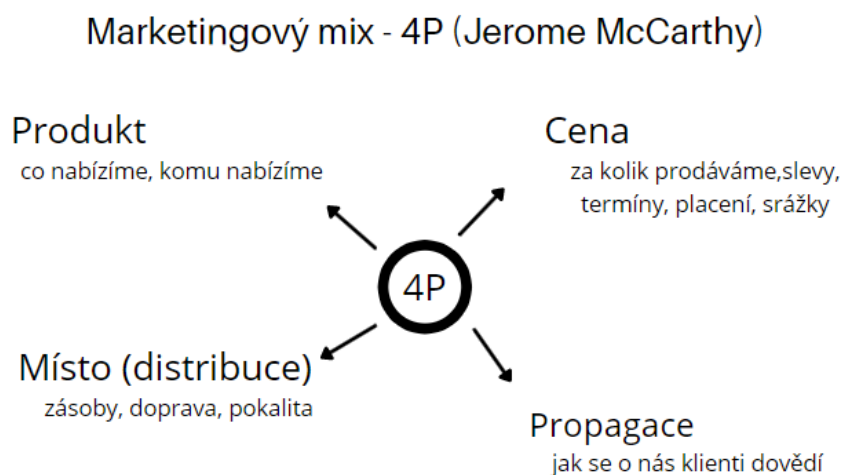 Marketingový mix - 4P (Jerome McCarthy)
Produkt
co nabízíme, komu nabízíme
Cena
za kolik prodáváme,slevy,
termíny, placení, srážky
4P
Místo (distribuce)
zásoby, doprava, pokalita
Propagace
jak se o nás klienti dovědí